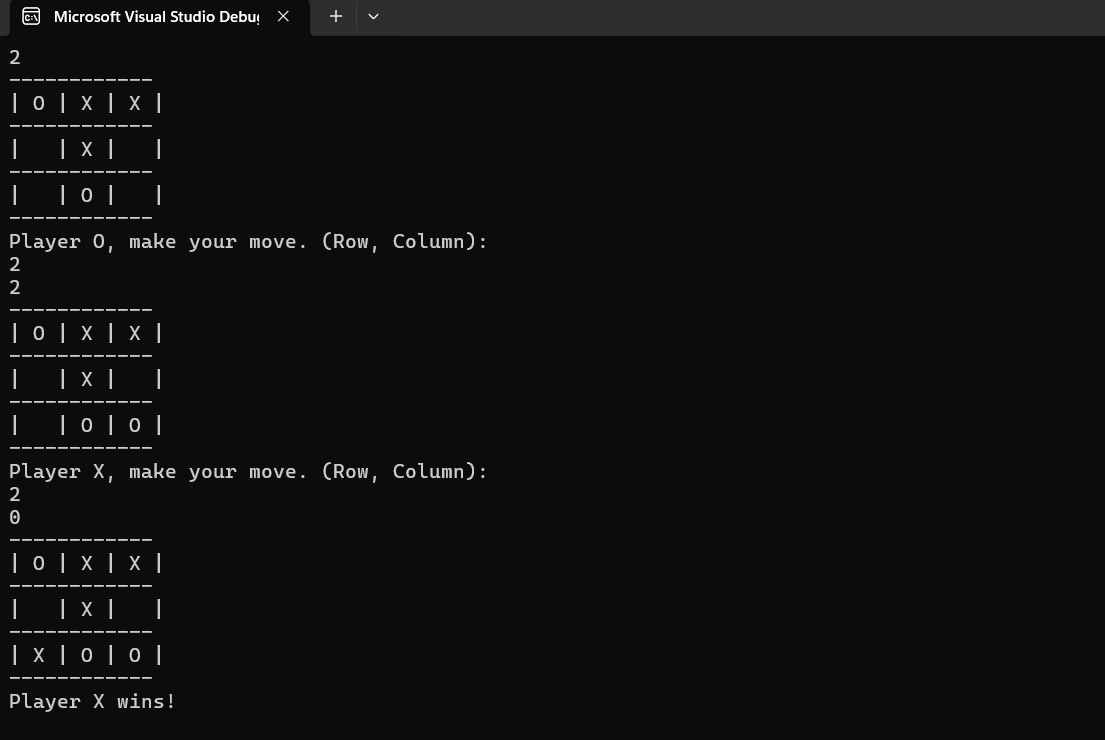 Microsoft Visual Studio Debug
2
------------
| O | X | X |
------------
|   | X |   |
------------
|   | O |   |
------------
Player O, make your move. (Row, Column):
2
2
------------
| O | X | X |
------------
|   | X |   |
------------
|   | O | O |
------------
Player X, make your move. (Row, Column):
2
0
------------
| O | X | X |
------------
|   | X |   |
------------
| X | O | O |
------------
Player X wins!